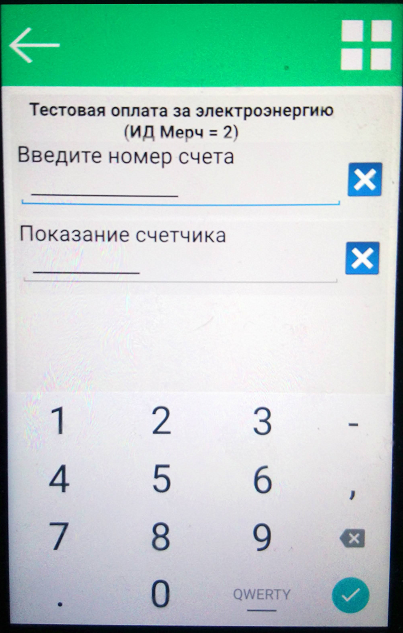 Тестовая оплата за электроэнергию
(ИД Мерч = 2)
Введите номер счета
Показание счетчика
1 2 3 -
4 5 6 ,
7 8 9
. 0 QWERTY